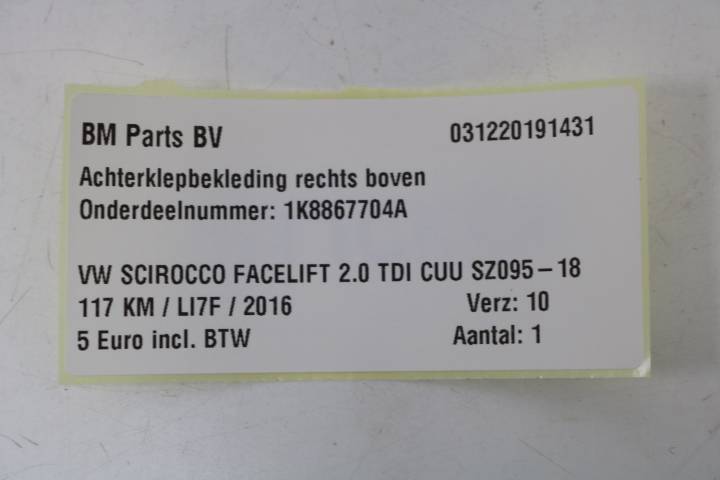 BM Parts BV 031220191431
Achterklepbekleding rechts boven
Onderdeelnummer: 1K8867704A
VW SCIROCCO FACELIFT 2.0 TDI CUU SZ095-18
117 KM / LI7F / 2016 Verz: 10
5 Euro incl. BTW Aantal: 1